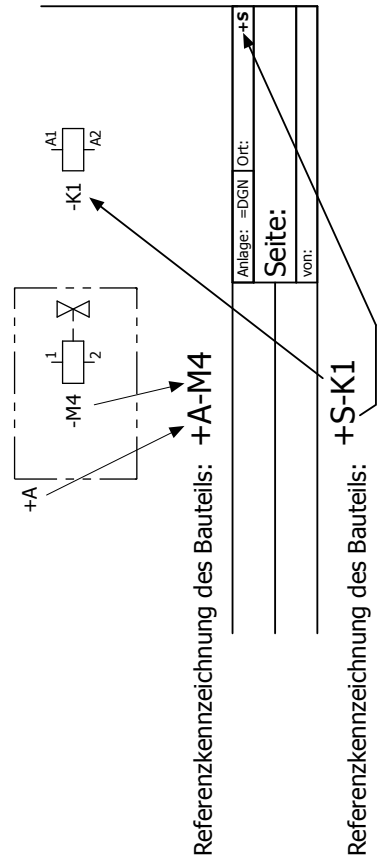 +A
-M4
1
2
-K1
A1
A2
Referenzkennzeichnung des Bauteils: +A-M4
Anlage: =DGN
Ort:
+s
Seite:
von:
Referenzkennzeichnung des Bauteils: +S-K1